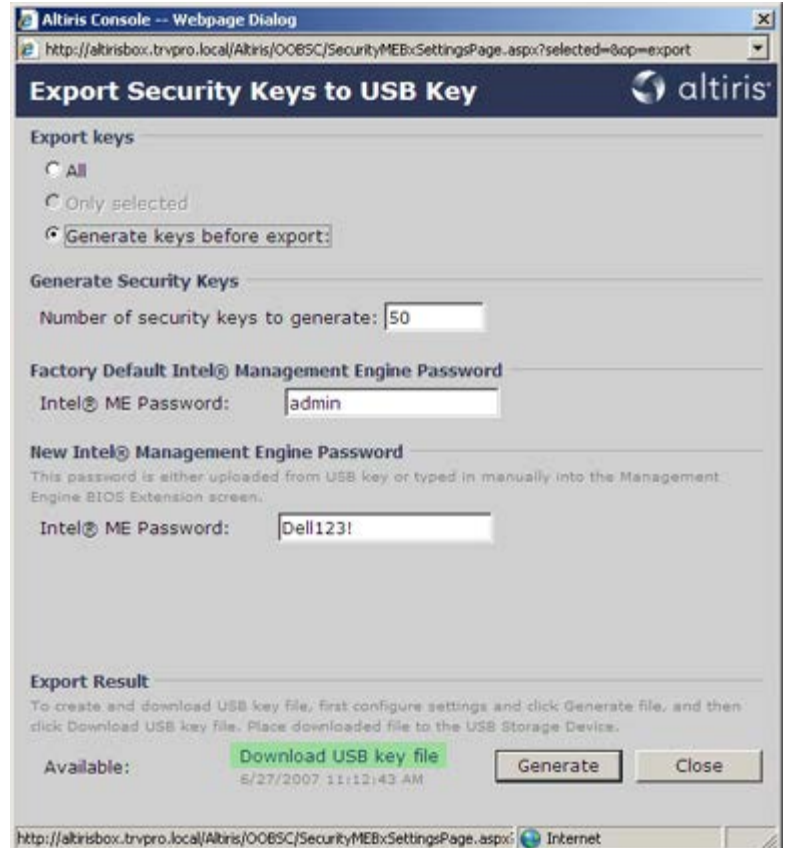 Altiris Console -- Webpage Dialog
http://altirisbox.trvpro.local/Altiris/OOBSC/SecurityMEBxSettingsPage.aspx?selected=&op=export
Export Security Keys to USB Key
altiris
Export keys
All
Only selected
Generate keys before export:
Generate Security Keys
Number of security keys to generate: 50
Factory Default Intel® Management Engine Password
Intel® ME Password: admin
New Intel® Management Engine Password
This password is either uploaded from USB key or typed in manually into the Management
Engine BIOS Extension screen.
Intel® ME Password: Dell123!
Export Result
To create and download USB key file, first configure settings and click Generate file, and then
click Download USB key file. Place downloaded file to the USB Storage Device.
Available: Download USB key file Generate Close
6/27/2007 11:12:43 AM
http://altirisbox.trvpro.local/Altiris/OOBSC/SecurityMEBxSettingsPage.aspx? Internet